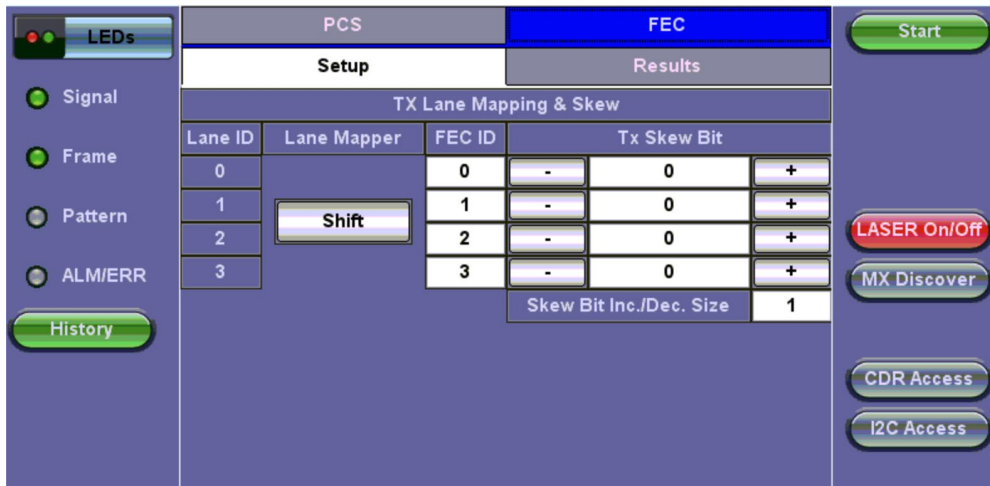 LEDs
PCS
FEC
Start
Setup
Results
Signal
TX Lane Mapping & Skew
Lane ID
Lane Mapper
FEC ID
Tx Skew Bit
Frame
0
0
-
0
+
1
1
-
0
+
Pattern
Shift
LASER On/Off
2
2
-
0
+
ALM/ERR
3
3
-
0
+
MX Discover
Skew Bit Inc./Dec. Size
1
History
CDR Access
I2C Access